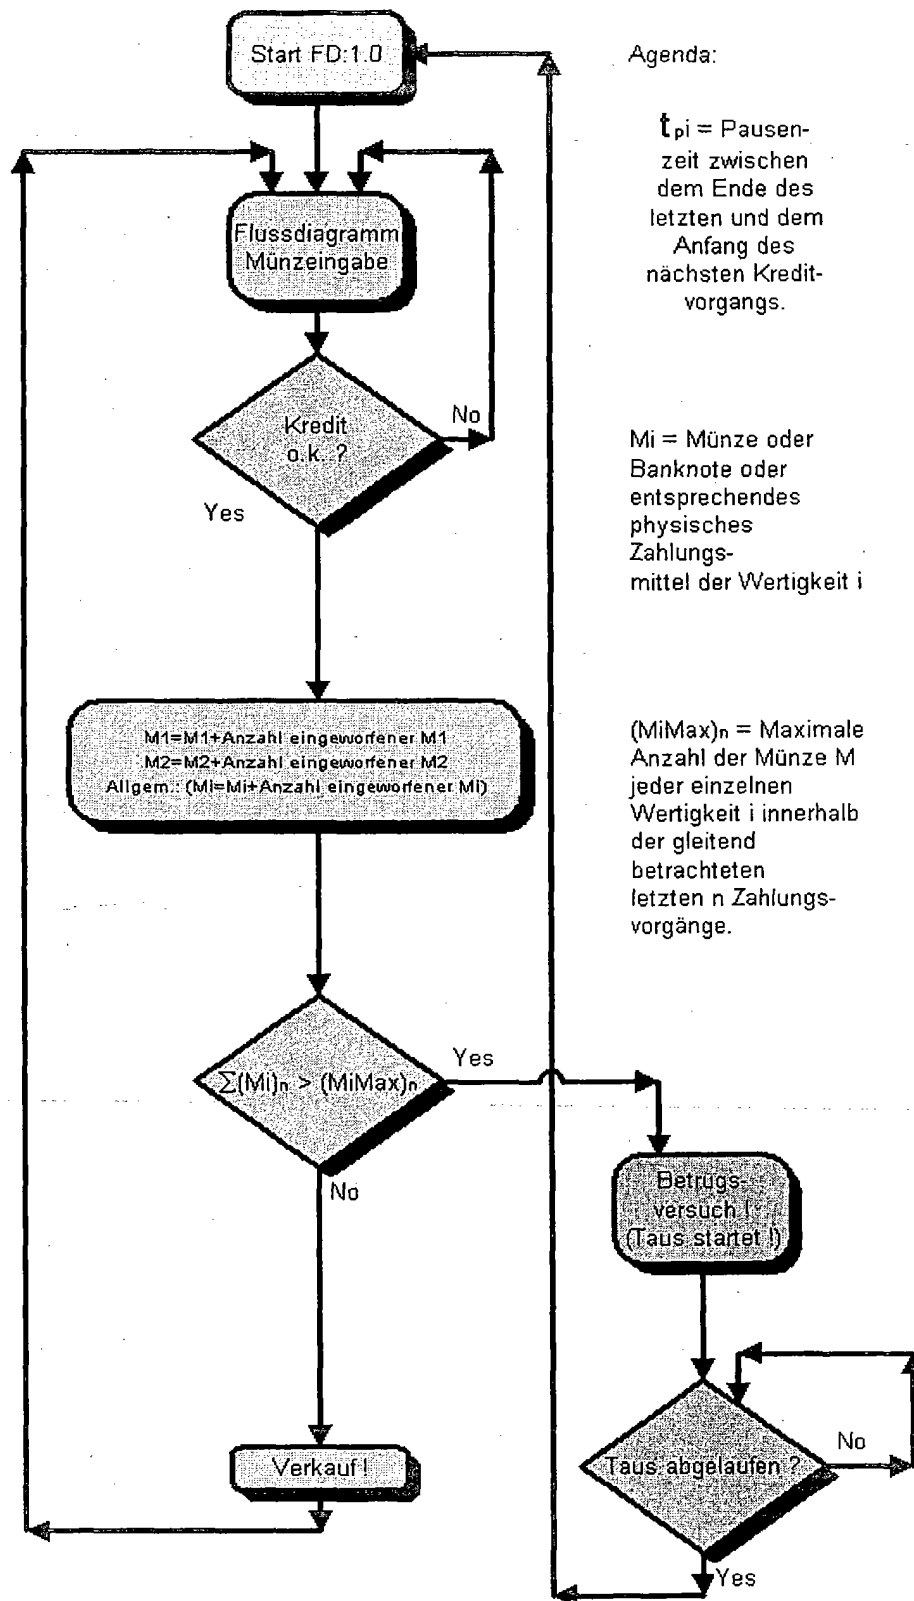 Start FD:1.0
Agenda:
tpi = Pausen-
zeit zwischen
dem Ende des
letzten und dem
Anfang des
nächsten Kredit-
vorgangs.
Flussdiagramm
Münzeingabe
Kredit
o.k..?
No
Yes
Mi = Münze oder
Banknote oder
entsprechendes
physisches
Zahlungs-
mittel der Wertigkeit i
M1=M1+Anzahl eingeworfener M1
M2=M2+Anzahl eingeworfener M2
Allgem.: (Mi=Mi+Anzahl eingeworfener Mi)
(MiMax)n = Maximale
Anzahl der Münze M
jeder einzelnen
Wertigkeit i innerhalb
der gleitend
betrachteten
letzten n Zahlungs-
vorgänge.
∑(Mi)n > (MiMax)n
Yes
No
Betrugs-
versuch !
(Taus startet !)
Taus abgelaufen ?
No
Yes
Verkauf !